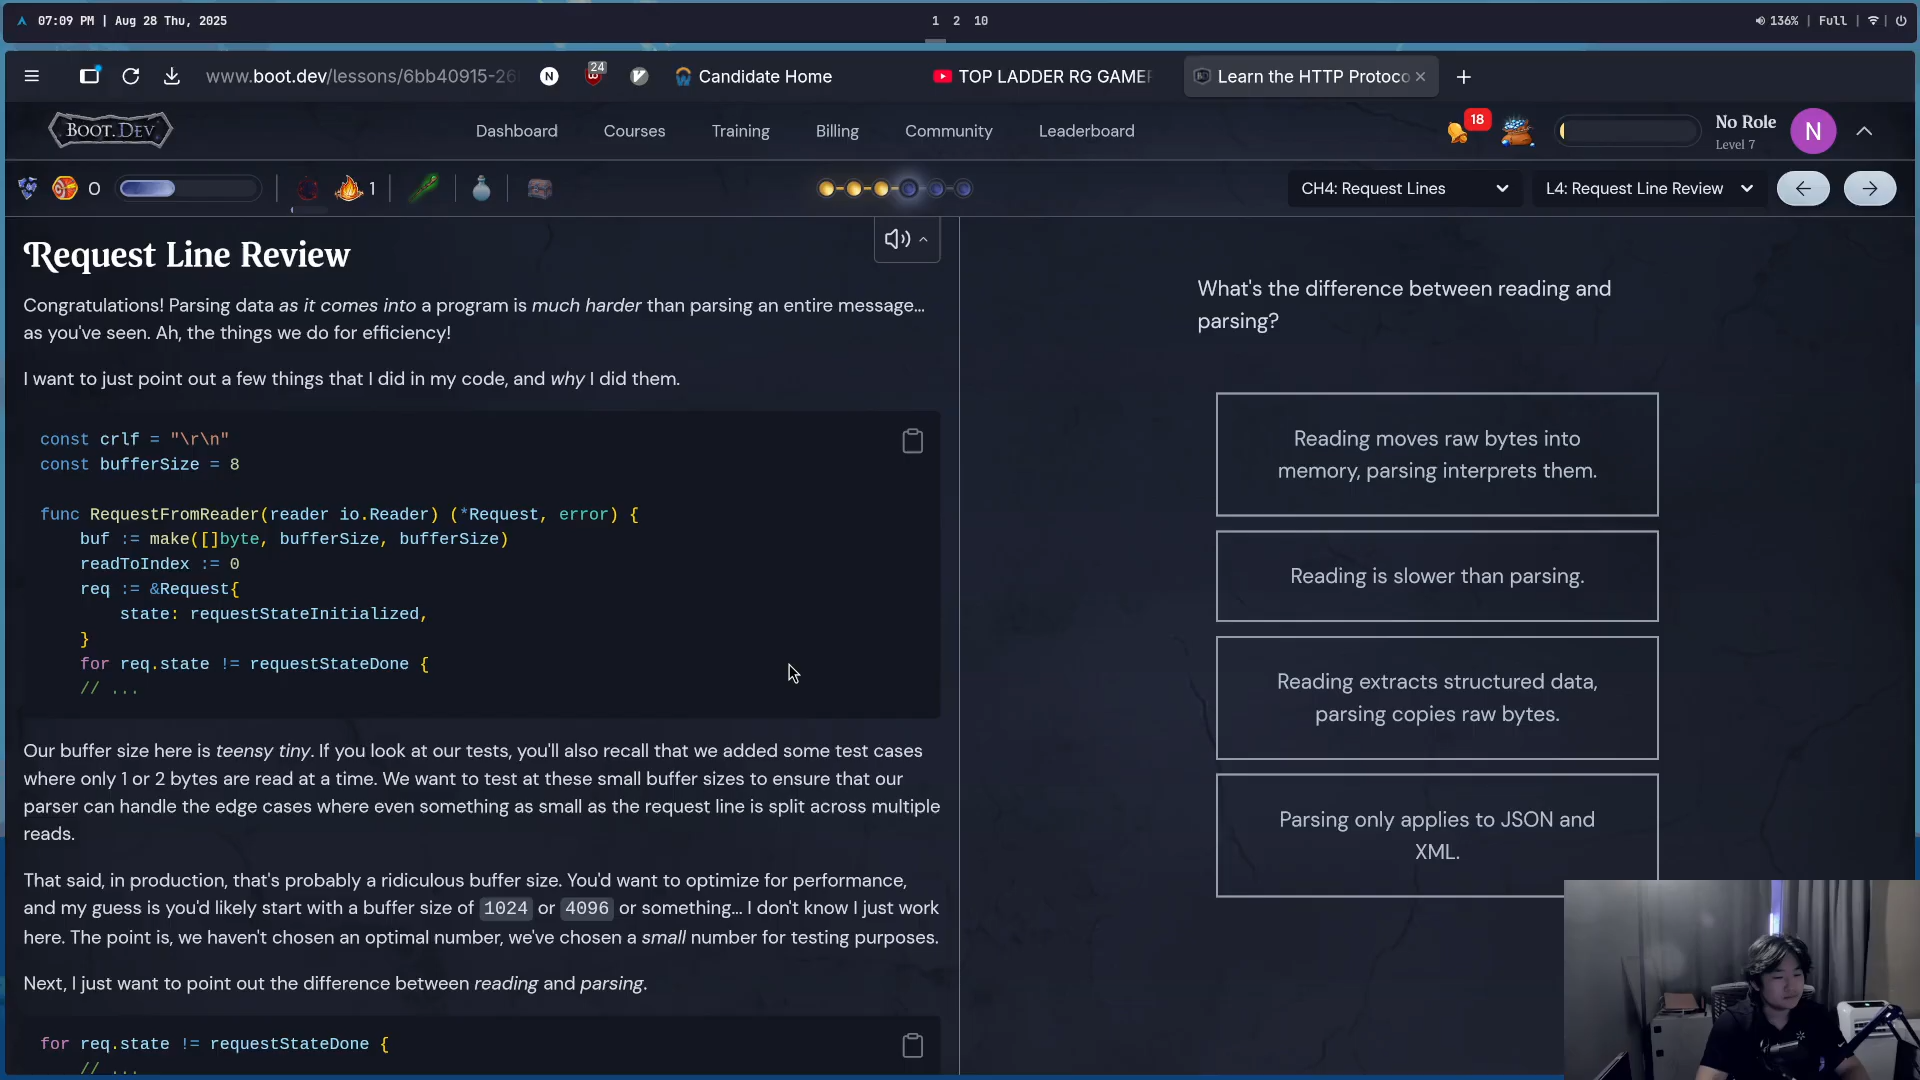 07:09 PM | Aug 28 Thu, 2025
1 2 10
136% | Full
www.boot.dev/lessons/6bb40915-26
N
24
Candidate Home
TOP LADDER RG GAMER
Learn the HTTP Protoco
BOOT.DEV
Dashboard
Courses
Training
Billing
Community
Leaderboard
18
No Role
Level 7
N
0
1
CH4: Request Lines
L4: Request Line Review
Request Line Review
Congratulations! Parsing data as it comes into a program is much harder than parsing an entire message...
as you've seen. Ah, the things we do for efficiency!
I want to just point out a few things that I did in my code, and why I did them.
const crlf = "\r\n"
const bufferSize = 8
func RequestFromReader(reader io.Reader) (*Request, error) {
buf := make([]byte, bufferSize, bufferSize)
readToIndex := 0
req := &Request{
state: requestStateInitialized,
}
for req.state != requestStateDone {
// ...
Our buffer size here is teensy tiny. If you look at our tests, you'll also recall that we added some test cases
where only 1 or 2 bytes are read at a time. We want to test at these small buffer sizes to ensure that our
parser can handle the edge cases where even something as small as the request line is split across multiple
reads.
That said, in production, that's probably a ridiculous buffer size. You'd want to optimize for performance,
and my guess is you'd likely start with a buffer size of 1024 or 4096 or something... I don't know I just work
here. The point is, we haven't chosen an optimal number, we've chosen a small number for testing purposes.
Next, I just want to point out the difference between reading and parsing.
for req.state != requestStateDone {
// ...
What's the difference between reading and
parsing?
Reading moves raw bytes into
memory, parsing interprets them.
Reading is slower than parsing.
Reading extracts structured data,
parsing copies raw bytes.
Parsing only applies to JSON and
XML.